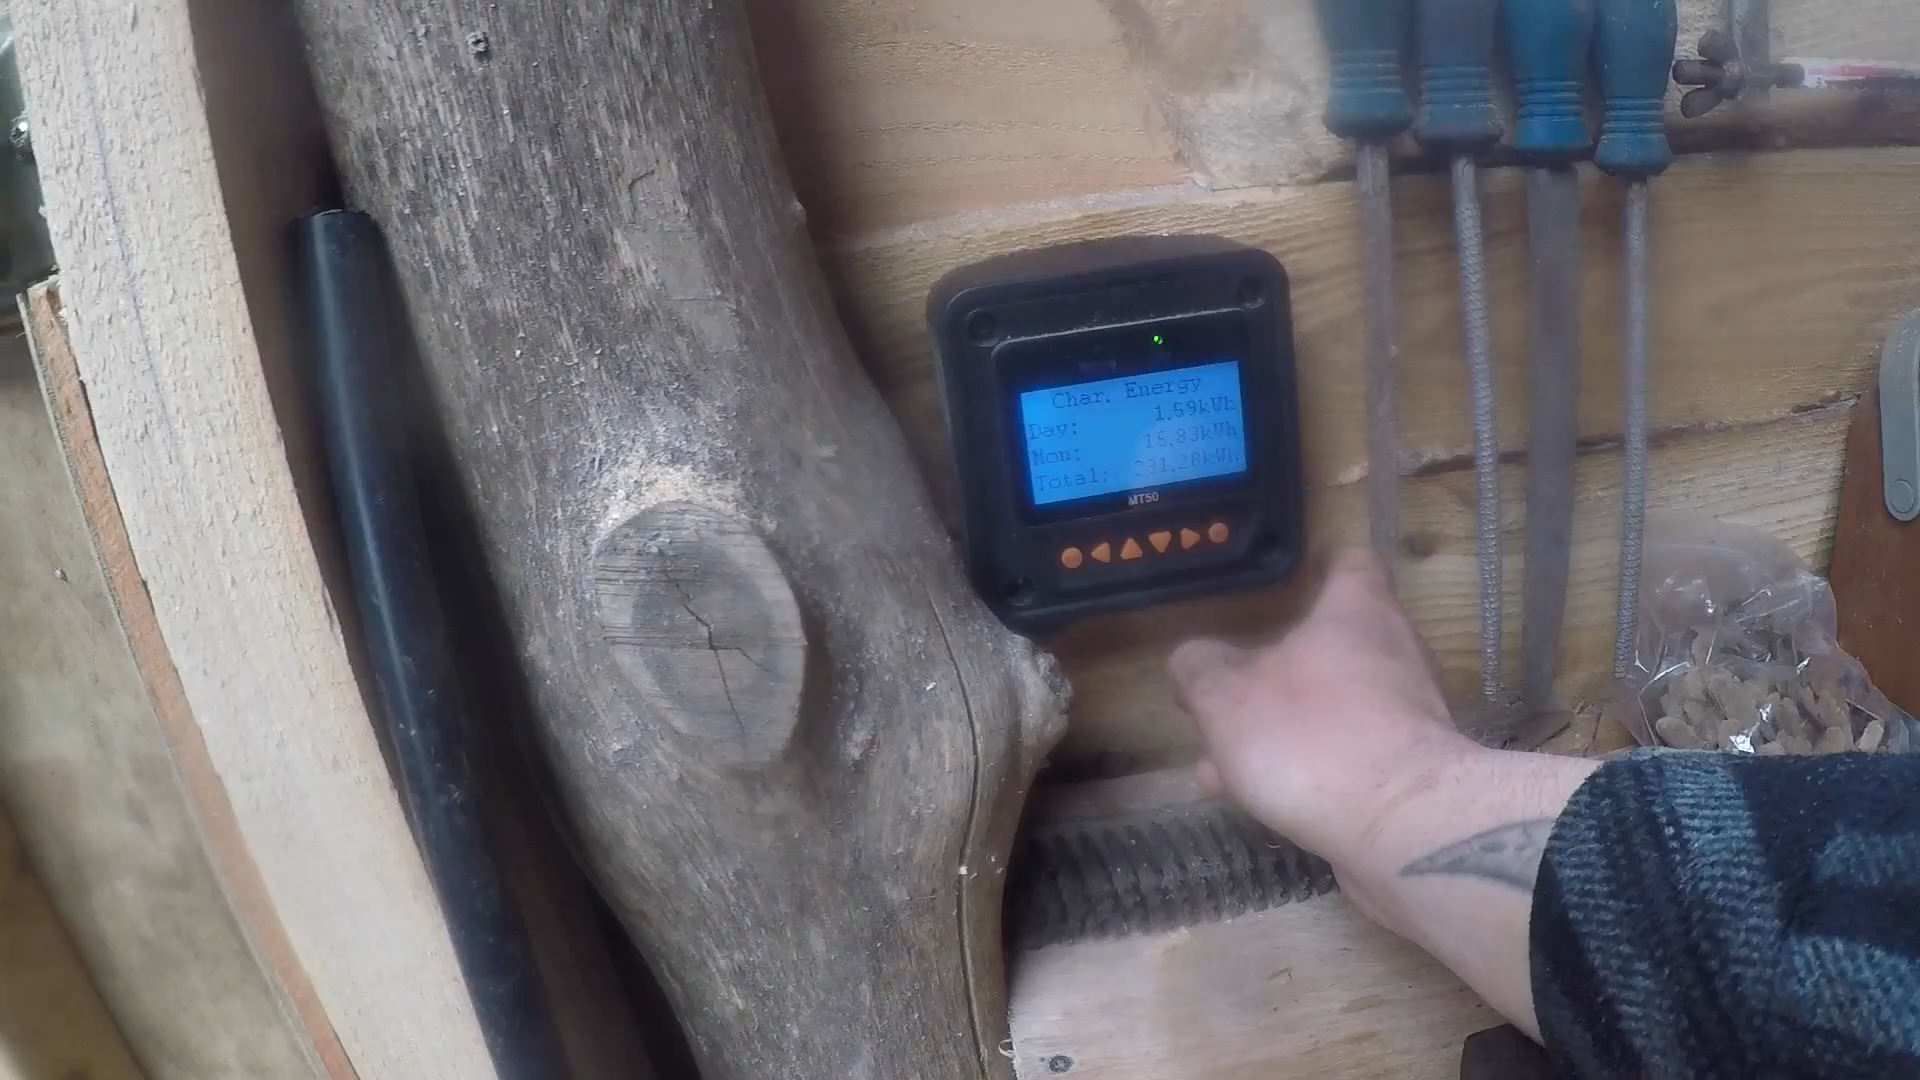 Char. Energy
Day: 1.59kWh
Mon: 15.83kWh
Total: 231.28kWh
MT50